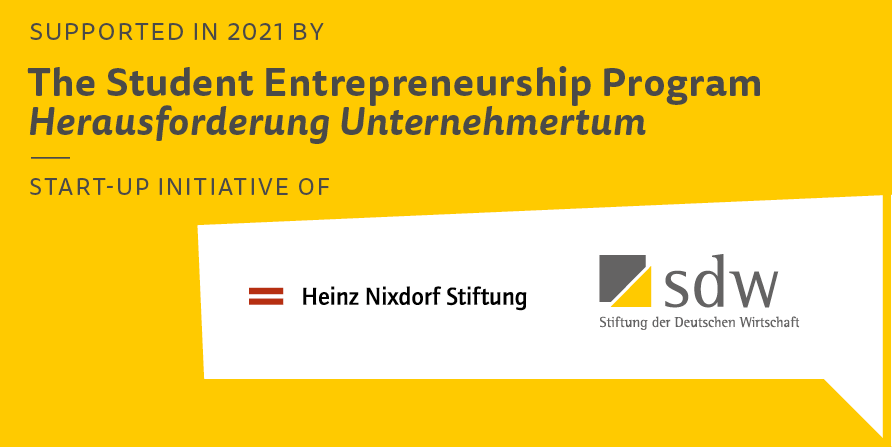 SUPPORTED IN 2021 BY
The Student Entrepreneurship Program
Herausforderung Unternehmertum
START-UP INITIATIVE OF
Heinz Nixdorf Stiftung
sdw
Stiftung der Deutschen Wirtschaft